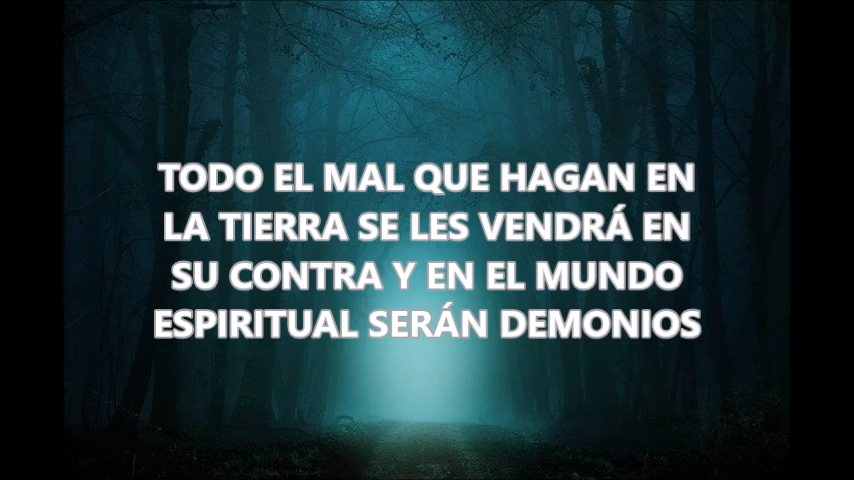 TODO EL MAL QUE HAGAN EN
LA TIERRA SE LES VENDRÁ EN
SU CONTRA Y EN EL MUNDO
ESPIRITUAL SERÁN DEMONIOS